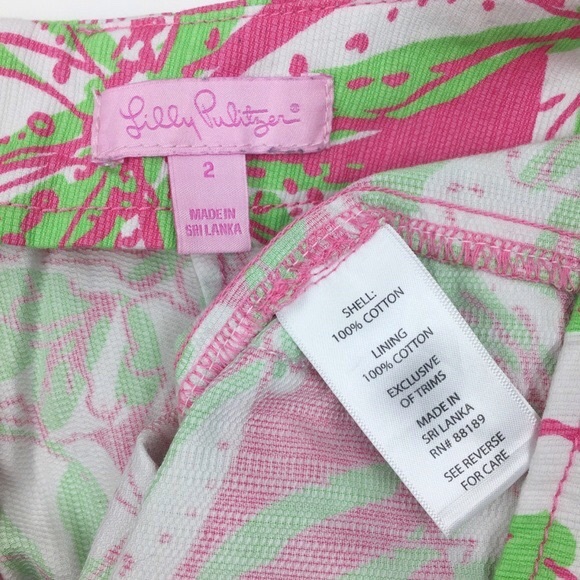 Lilly Pulitzer®
2
MADE IN
SRI LANKA
SHELL:
100% COTTON
LINING
100% COTTON
EXCLUSIVE
OF TRIMS
MADE IN
SRI LANKA
RN# 88189
SEE REVERSE
FOR CARE